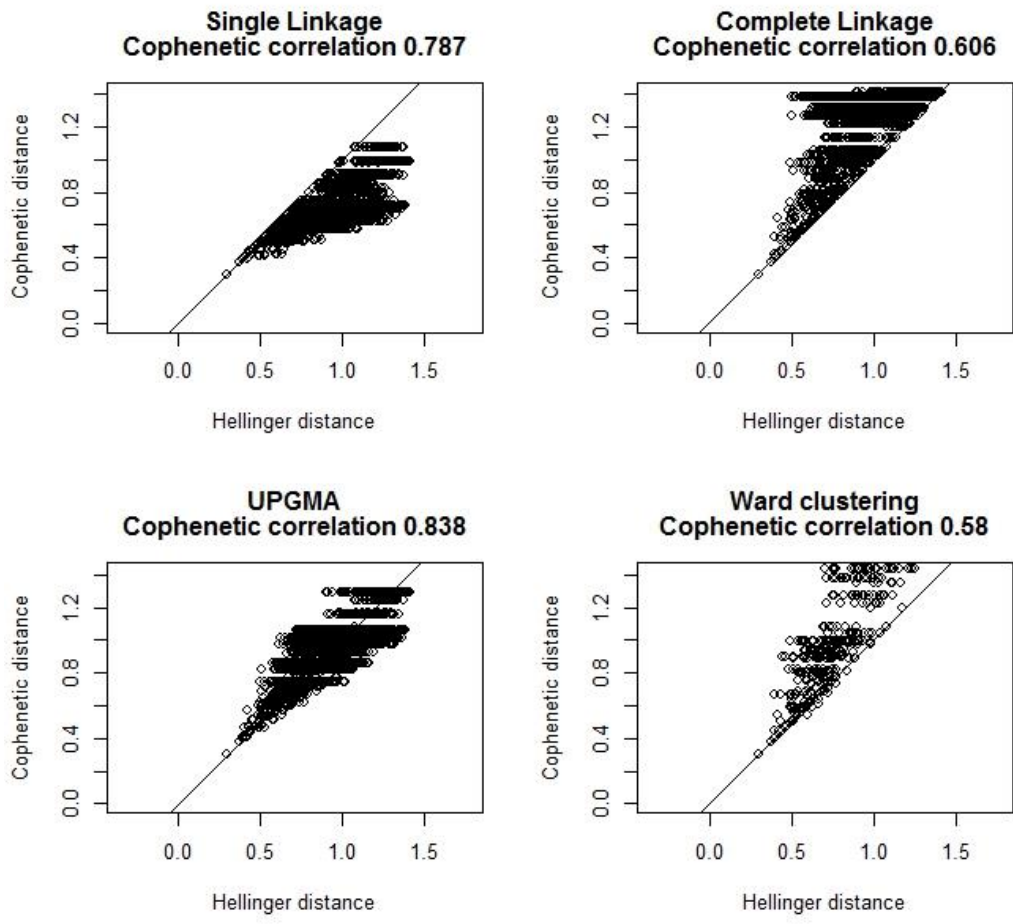 Single Linkage
Cophenetic correlation 0.787
Cophenetic distance
0.0 0.4 0.8 1.2
0.0 0.5 1.0 1.5
Hellinger distance
Complete Linkage
Cophenetic correlation 0.606
Cophenetic distance
0.0 0.4 0.8 1.2
0.0 0.5 1.0 1.5
Hellinger distance
UPGMA
Cophenetic correlation 0.838
Cophenetic distance
0.0 0.4 0.8 1.2
0.0 0.5 1.0 1.5
Hellinger distance
Ward clustering
Cophenetic correlation 0.58
Cophenetic distance
0.0 0.4 0.8 1.2
0.0 0.5 1.0 1.5
Hellinger distance